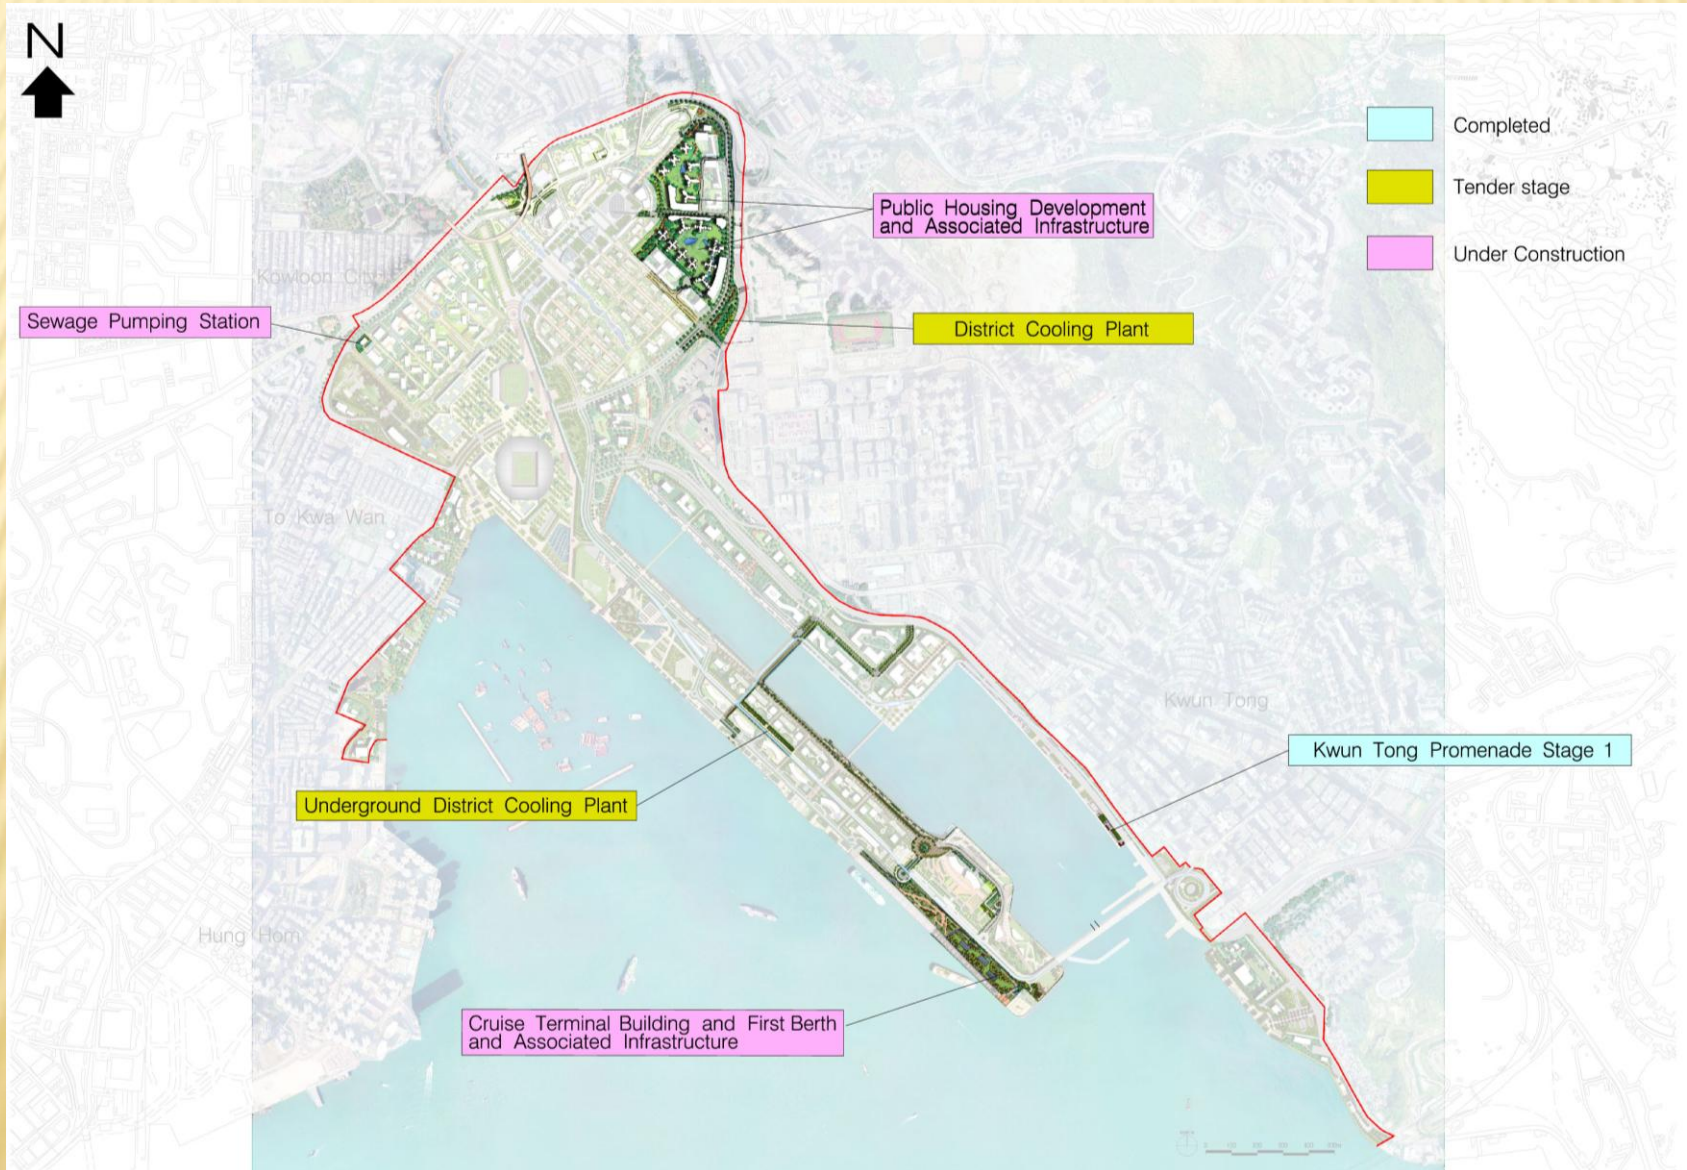 N
Completed
Tender stage
Under Construction
Public Housing Development
and Associated Infrastructure
Kowloon City
Sewage Pumping Station
District Cooling Plant
To Kwa Wan
Kwun Tong
Kwun Tong Promenade Stage 1
Underground District Cooling Plant
Hung Hom
Cruise Terminal Building and First Berth
and Associated Infrastructure